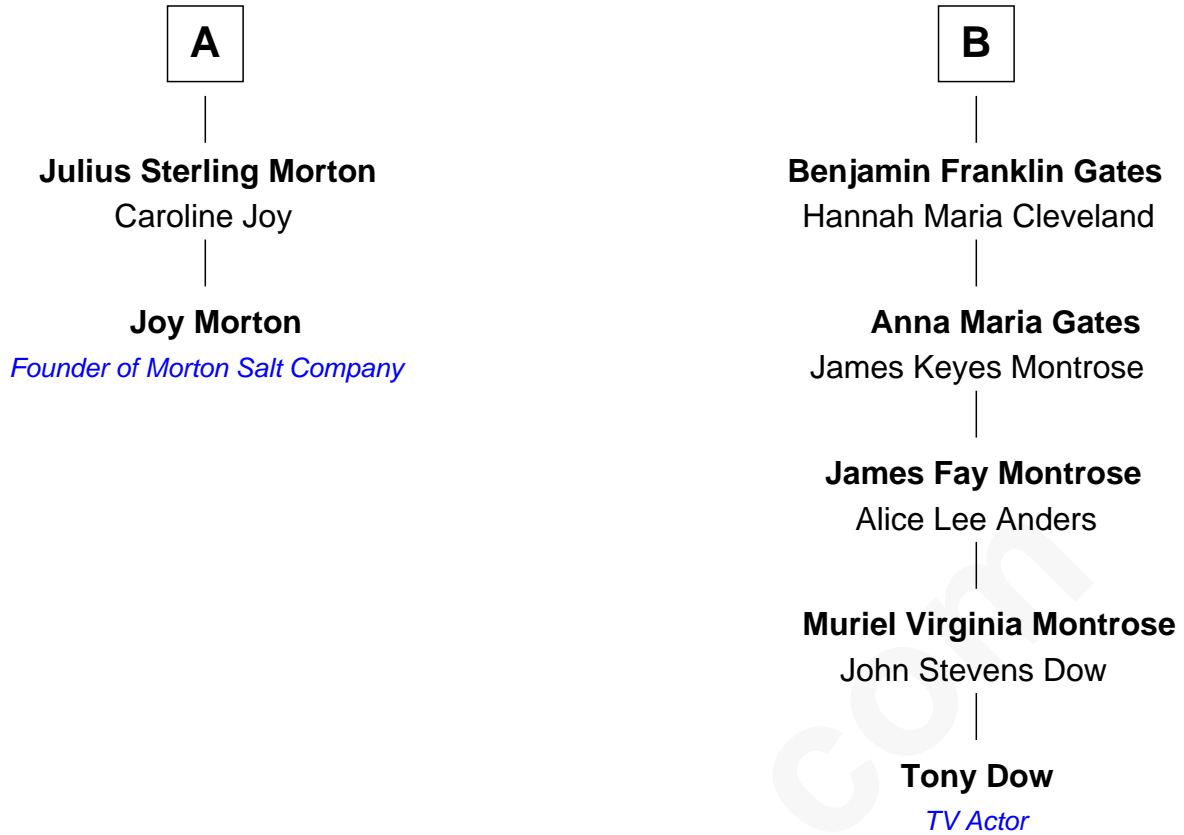 A
Julius Sterling Morton
Caroline Joy
Joy Morton
Founder of Morton Salt Company
B
Benjamin Franklin Gates
Hannah Maria Cleveland
Anna Maria Gates
James Keyes Montrose
James Fay Montrose
Alice Lee Anders
Muriel Virginia Montrose
John Stevens Dow
Tony Dow
TV Actor
com